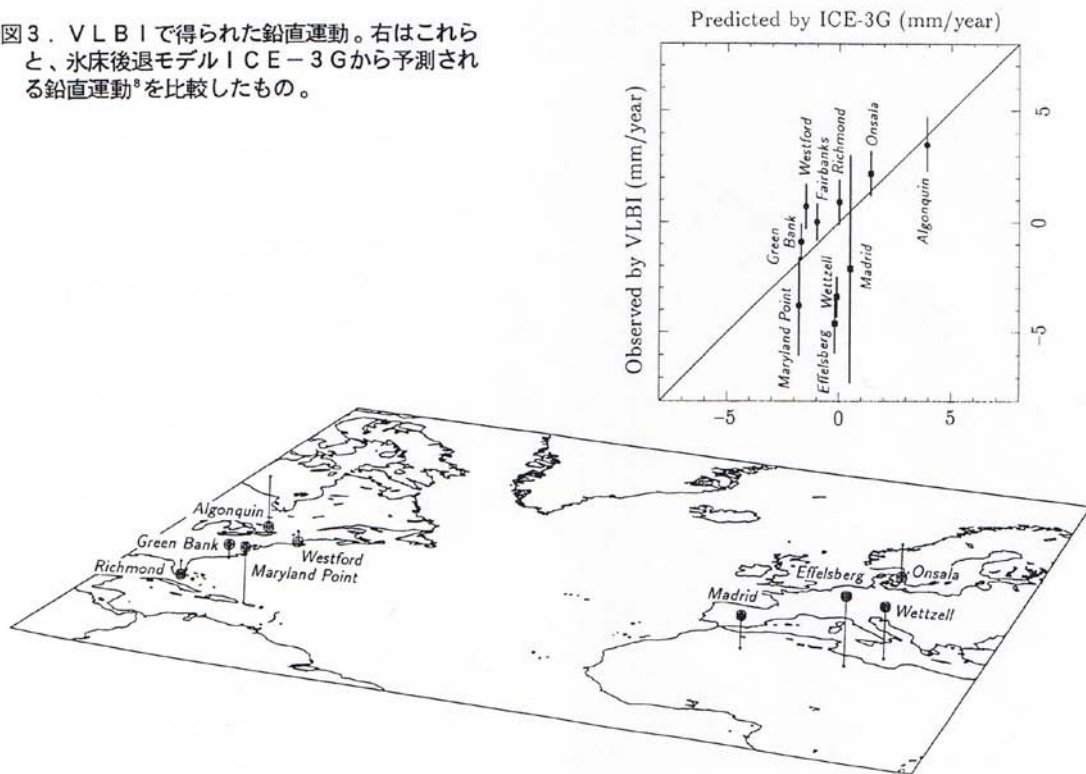 図3．ＶＬＢＩで得られた鉛直運動。右はこれら
と、氷床後退モデルＩＣＥ－３Ｇから予測され
る鉛直運動⁸を比較したもの。
Predicted by ICE-3G (mm/year)
Observed by VLBI (mm/year)
Maryland Point
Green
Bank
Westford
Fairbanks
Richmond
Onsala
Effelsberg
Wettzell
Madrid
Algonquin
5
0
−5
−5
0
5
Algonquin
Green Bank
Richmond
Westford
Maryland Point
Madrid
Effelsberg
Onsala
Wettzell